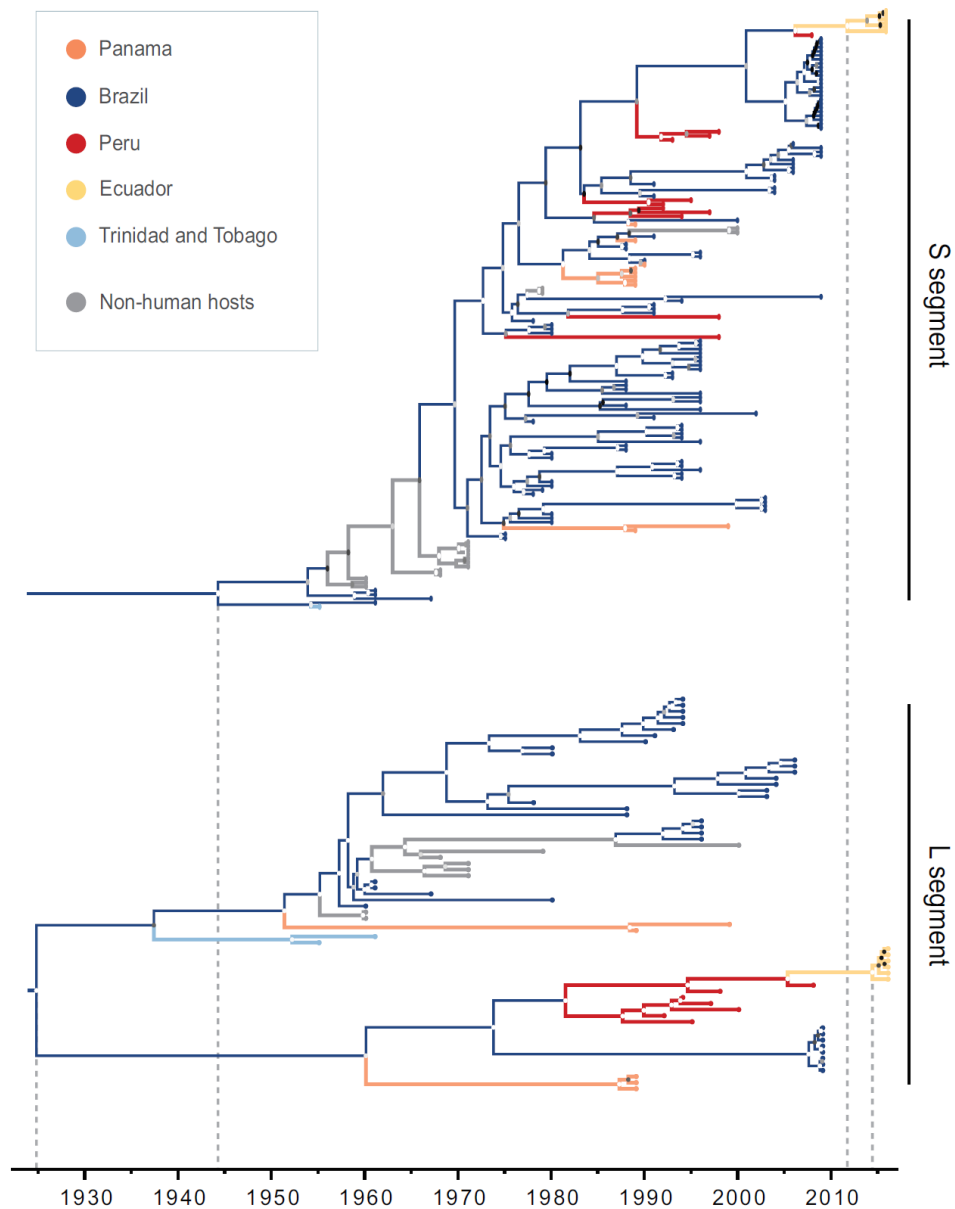 Panama
Brazil
Peru
Ecuador
Trinidad and Tobago
Non-human hosts
S segment
L segment
1930 1940 1950 1960 1970 1980 1990 2000 2010